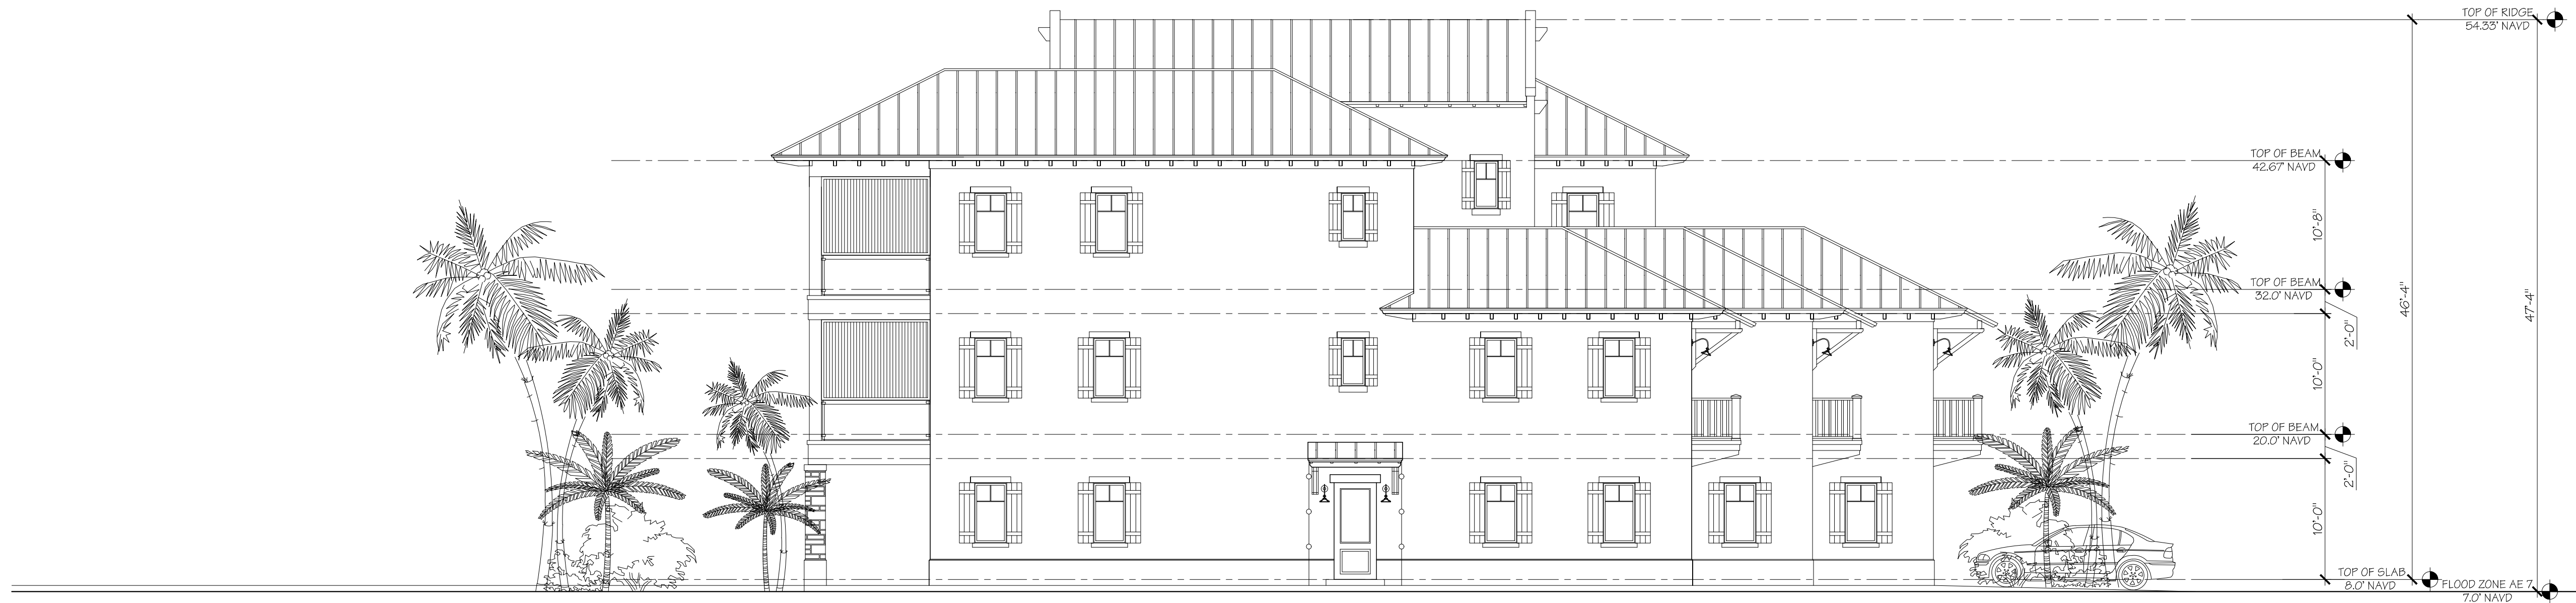 TOP OF RIDGE
54.33' NAVD
TOP OF BEAM
42.67' NAVD
10'-8"
TOP OF BEAM
32.0' NAVD
46'-4"
47'-4"
2'-0"
10'-0"
TOP OF BEAM
20.0' NAVD
2'-0"
10'-0"
TOP OF SLAB
8.0' NAVD
FLOOD ZONE AE 7
7.0' NAVD